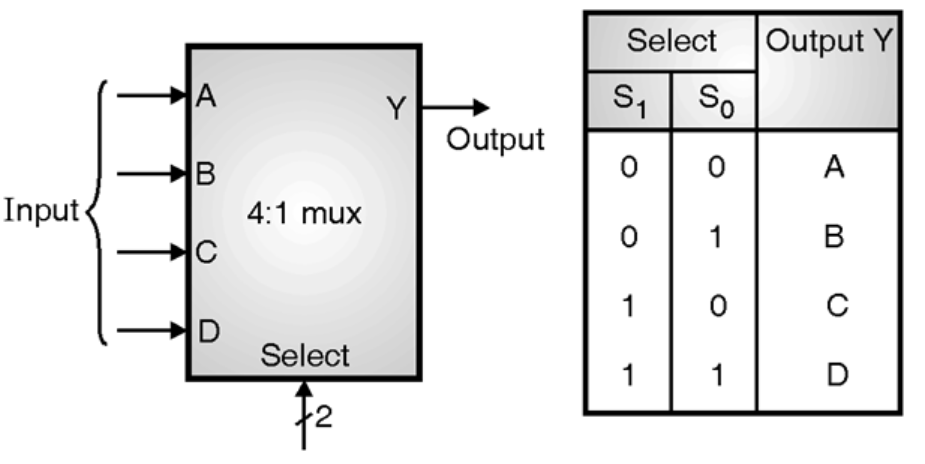 Input
A
B
C
D
Y
4:1 mux
Select
2
Output
Select Output Y
S1 S0
0 0 A
0 1 B
1 0 C
1 1 D